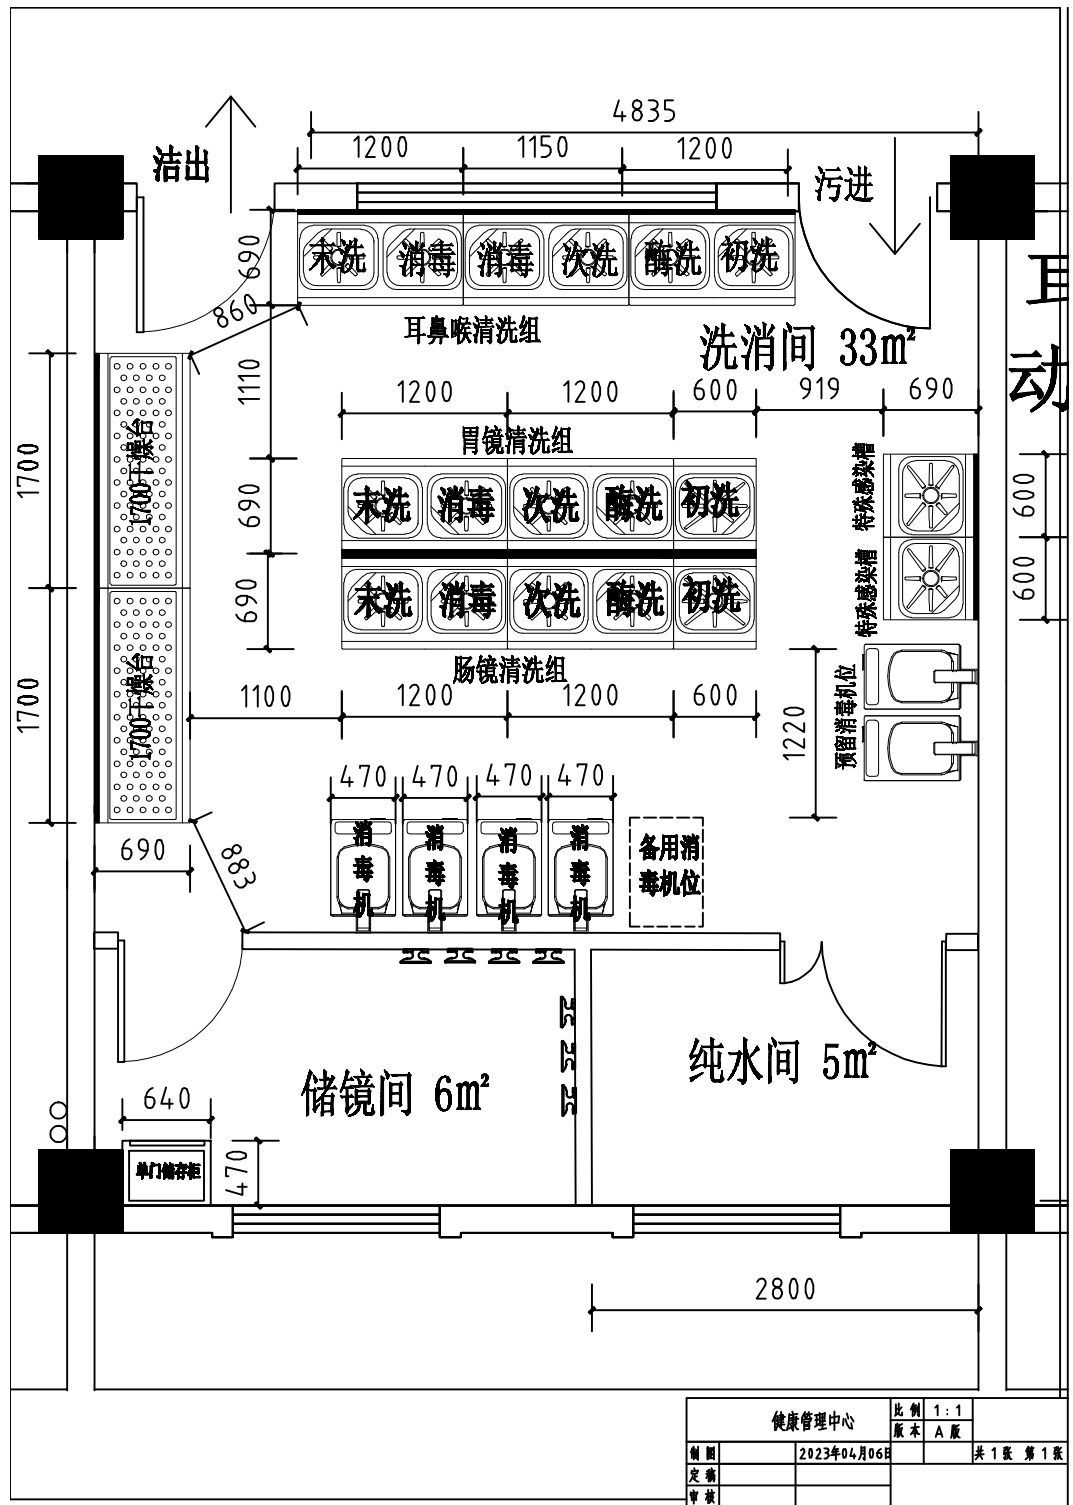 4835
1200 1150 1200
洁出
污进
690
末洗 消毒 消毒 次洗 酶洗 初洗
860
耳鼻喉清洗组
洗消间 33㎡
动
1110
1200 1200 600 919 690
胃镜清洗组
1700
1700干燥台
690
末洗 消毒 次洗 酶洗 初洗
特殊感染槽
600
690
末洗 消毒 次洗 酶洗 初洗
特殊感染槽
600
肠镜清洗组
1700
1700干燥台
1100
1200 1200 600
1220
预留消毒机位
470 470 470 470
690
883
消毒机 消毒机 消毒机 消毒机
备用消
毒机位
储镜间 6㎡
纯水间 5㎡
640
单门储存柜
470
2800
健康管理中心
比例 1:1
版本 A版
制图 2023年04月06日
共1张 第1张
定稿
审核